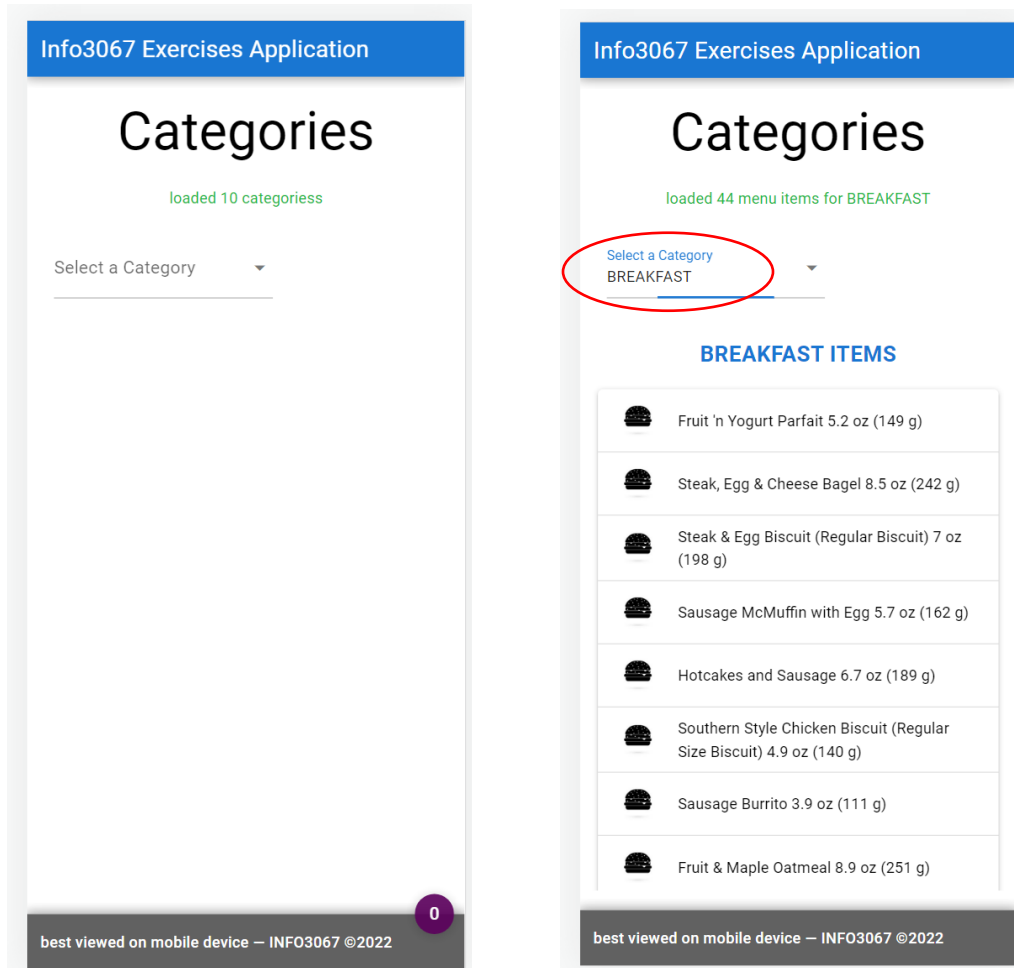 Info3067 Exercises Application
Categories
loaded 10 categoriess
Select a Category
0
best viewed on mobile device — INFO3067 ©2022
Info3067 Exercises Application
Categories
loaded 44 menu items for BREAKFAST
Select a Category
BREAKFAST
BREAKFAST ITEMS
Fruit 'n Yogurt Parfait 5.2 oz (149 g)
Steak, Egg & Cheese Bagel 8.5 oz (242 g)
Steak & Egg Biscuit (Regular Biscuit) 7 oz
(198 g)
Sausage McMuffin with Egg 5.7 oz (162 g)
Hotcakes and Sausage 6.7 oz (189 g)
Southern Style Chicken Biscuit (Regular
Size Biscuit) 4.9 oz (140 g)
Sausage Burrito 3.9 oz (111 g)
Fruit & Maple Oatmeal 8.9 oz (251 g)
best viewed on mobile device — INFO3067 ©2022